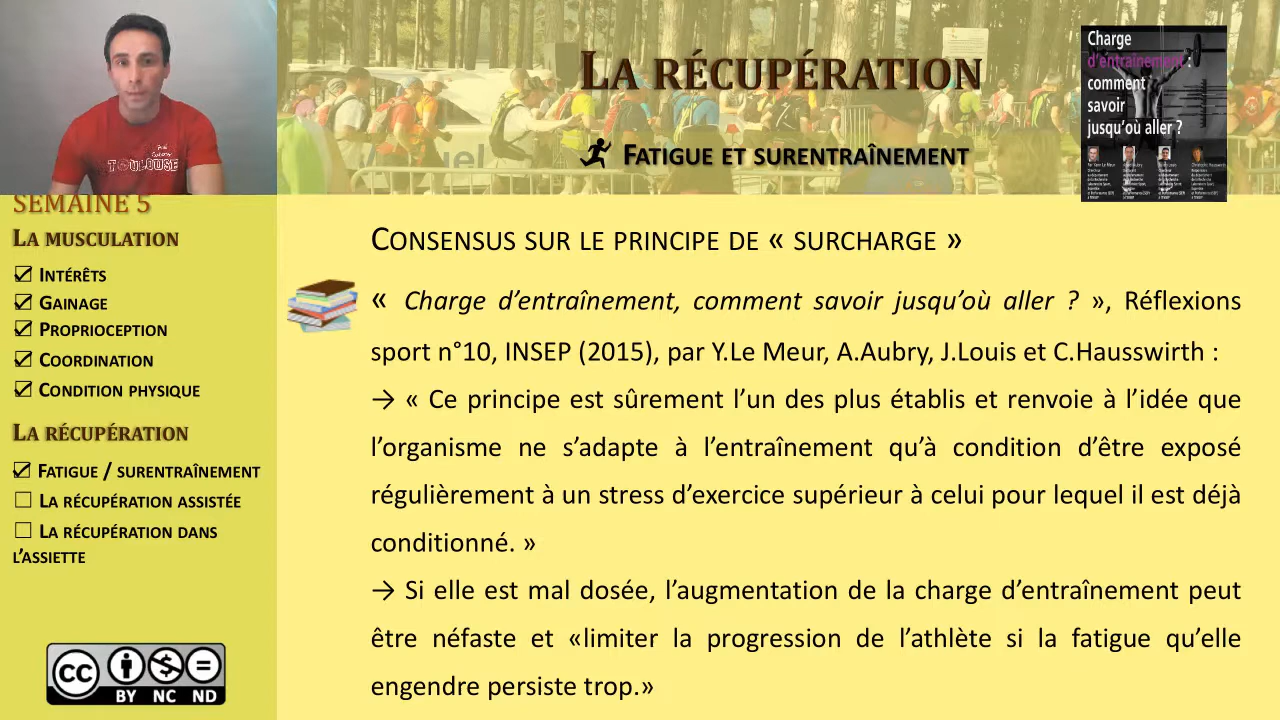 LA RÉCUPÉRATION
FATIGUE ET SURENTRAÎNEMENT
Charge
d'entraînement :
comment
savoir
jusqu'où aller ?
TOULOUSE
SEMAINE 5
LA MUSCULATION
☑ INTÉRÊTS
☑ GAINAGE
☑ PROPRIOCEPTION
☑ COORDINATION
☑ CONDITION PHYSIQUE
LA RÉCUPÉRATION
☑ FATIGUE / SURENTRAÎNEMENT
☐ LA RÉCUPÉRATION ASSISTÉE
☐ LA RÉCUPÉRATION DANS
L'ASSIETTE
CC BY NC ND
CONSENSUS SUR LE PRINCIPE DE « SURCHARGE »
« Charge d'entraînement, comment savoir jusqu'où aller ? », Réflexions
sport n°10, INSEP (2015), par Y.Le Meur, A.Aubry, J.Louis et C.Hausswirth :
→ « Ce principe est sûrement l'un des plus établis et renvoie à l'idée que
l'organisme ne s'adapte à l'entraînement qu'à condition d'être exposé
régulièrement à un stress d'exercice supérieur à celui pour lequel il est déjà
conditionné. »
→ Si elle est mal dosée, l'augmentation de la charge d'entraînement peut
être néfaste et «limiter la progression de l'athlète si la fatigue qu'elle
engendre persiste trop.»